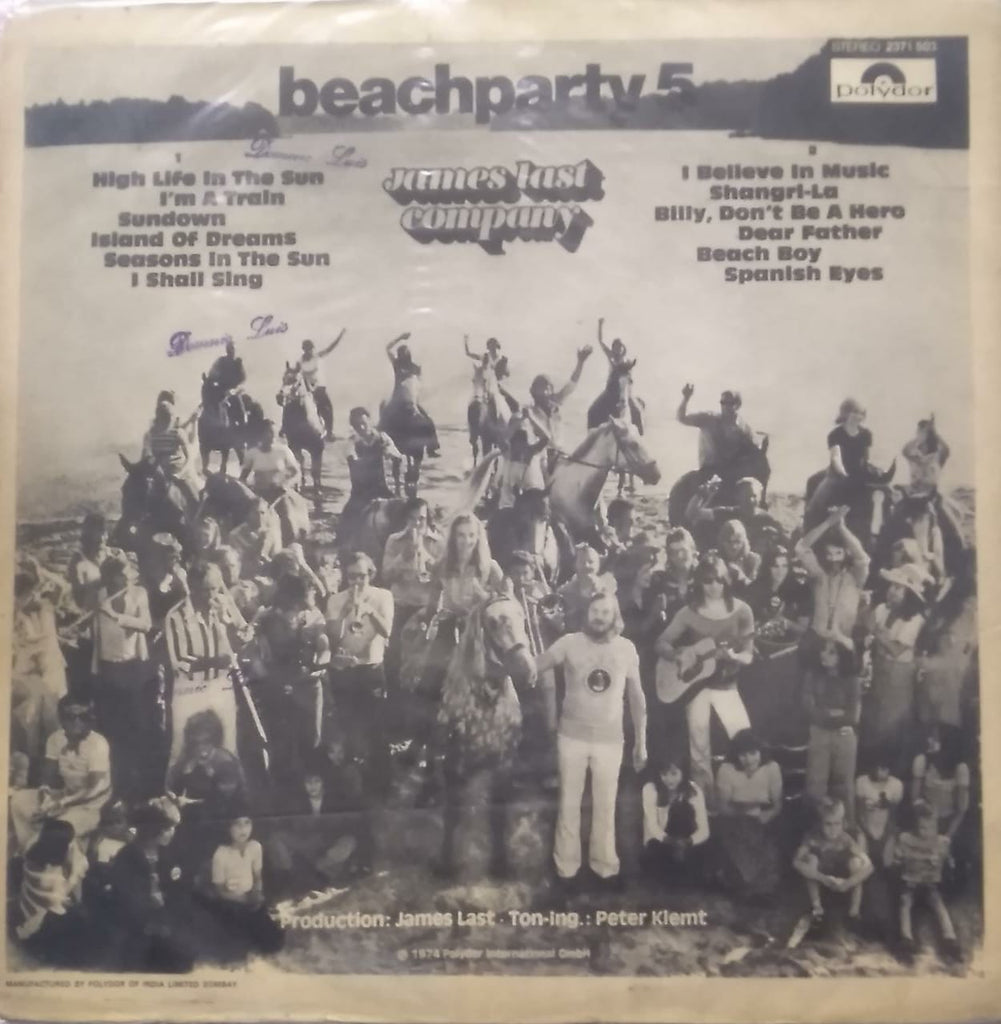 STEREO 2371 503
polydor
beachparty 5
james last
company
I
High Life In The Sun
I'm A Train
Sundown
Island Of Dreams
Seasons In The Sun
I Shall Sing
II
I Believe In Music
Shangri-La
Billy, Don't Be A Hero
Dear Father
Beach Boy
Spanish Eyes
Luis
Luis
Production: James Last · Ton-Ing.: Peter Klemt
© 1974 Polydor International GmbH
MANUFACTURED BY POLYDOR OF INDIA LIMITED BOMBAY